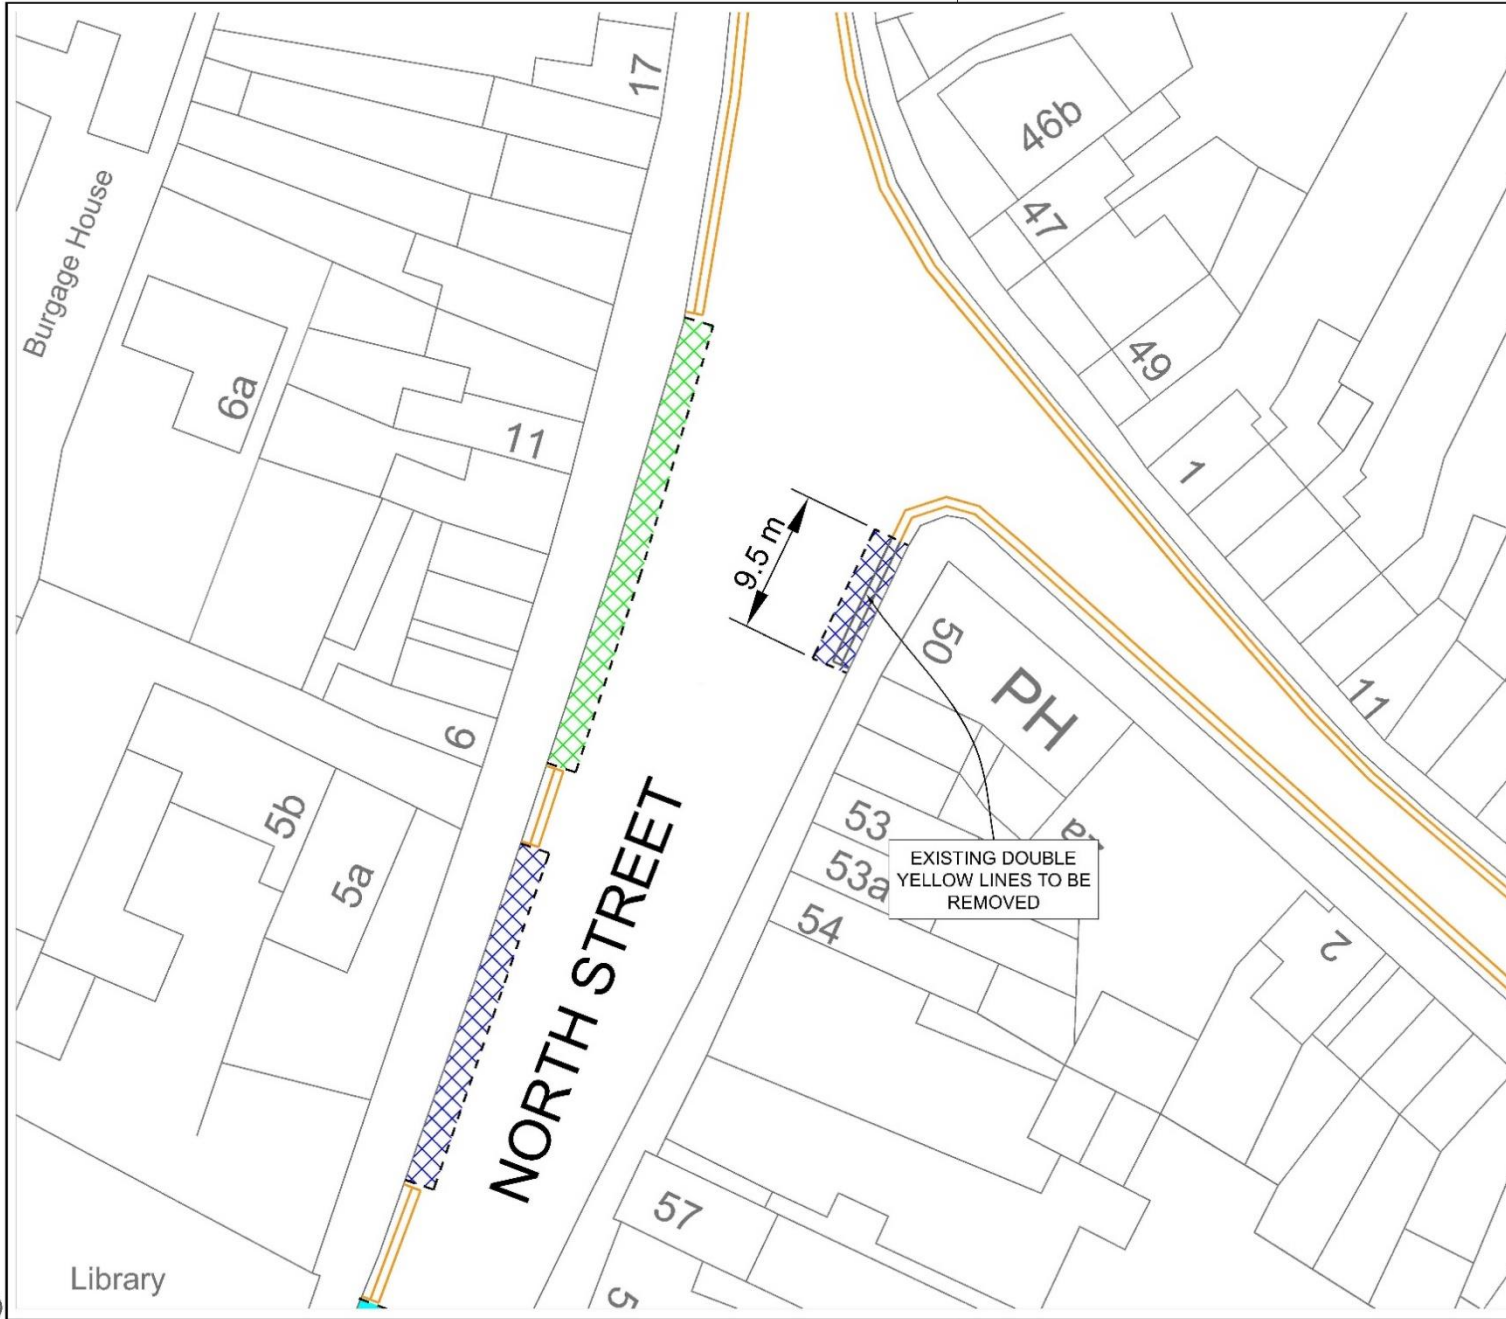 17
46b
47
Burgage House
49
6a
11
1
9.5 m
50
PH
11
6
5b
53
EXISTING DOUBLE
YELLOW LINES TO BE
REMOVED
5a
53a
54
2
NORTH STREET
57
Library